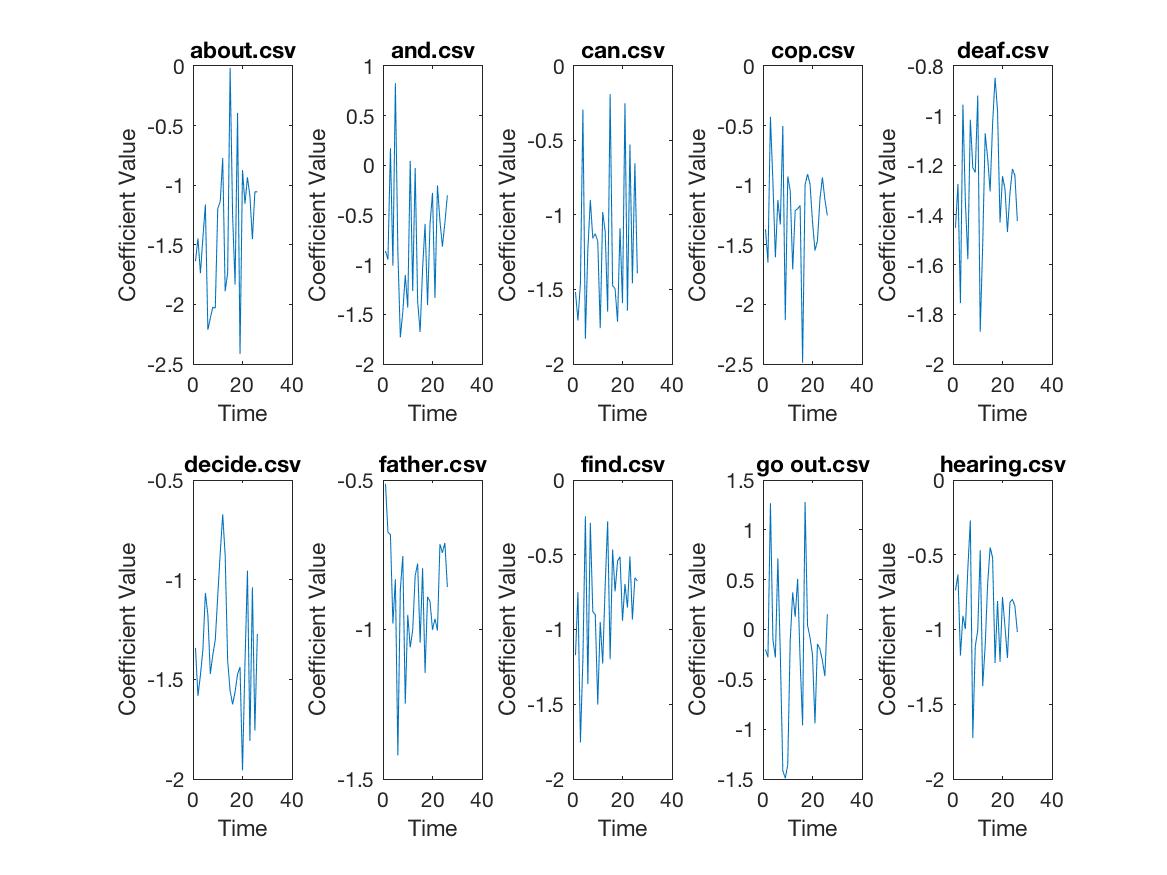 about.csv and.csv can.csv cop.csv deaf.csv
0 1 0 0 -0.8
-0.5 0.5 -0.5 -0.5 -1
-1 0 -1 -1 -1.2
-1.5 -0.5 -1.5 -1.5 -1.4
-2 -1 -2 -2 -1.6
-2.5 -1.5 -2.5 -1.8
-2 -2
Coefficient Value Coefficient Value Coefficient Value Coefficient Value Coefficient Value
0 20 40 0 20 40 0 20 40 0 20 40 0 20 40
Time Time Time Time Time
decide.csv father.csv find.csv go out.csv hearing.csv
-0.5 -0.5 0 1.5 0
-1 -1 -0.5 1 -0.5
-1.5 -1.5 -1 0.5 -1
-2 -1.5 0 -1.5
-2 -0.5 -2
-1
-1.5
Coefficient Value Coefficient Value Coefficient Value Coefficient Value Coefficient Value
0 20 40 0 20 40 0 20 40 0 20 40 0 20 40
Time Time Time Time Time